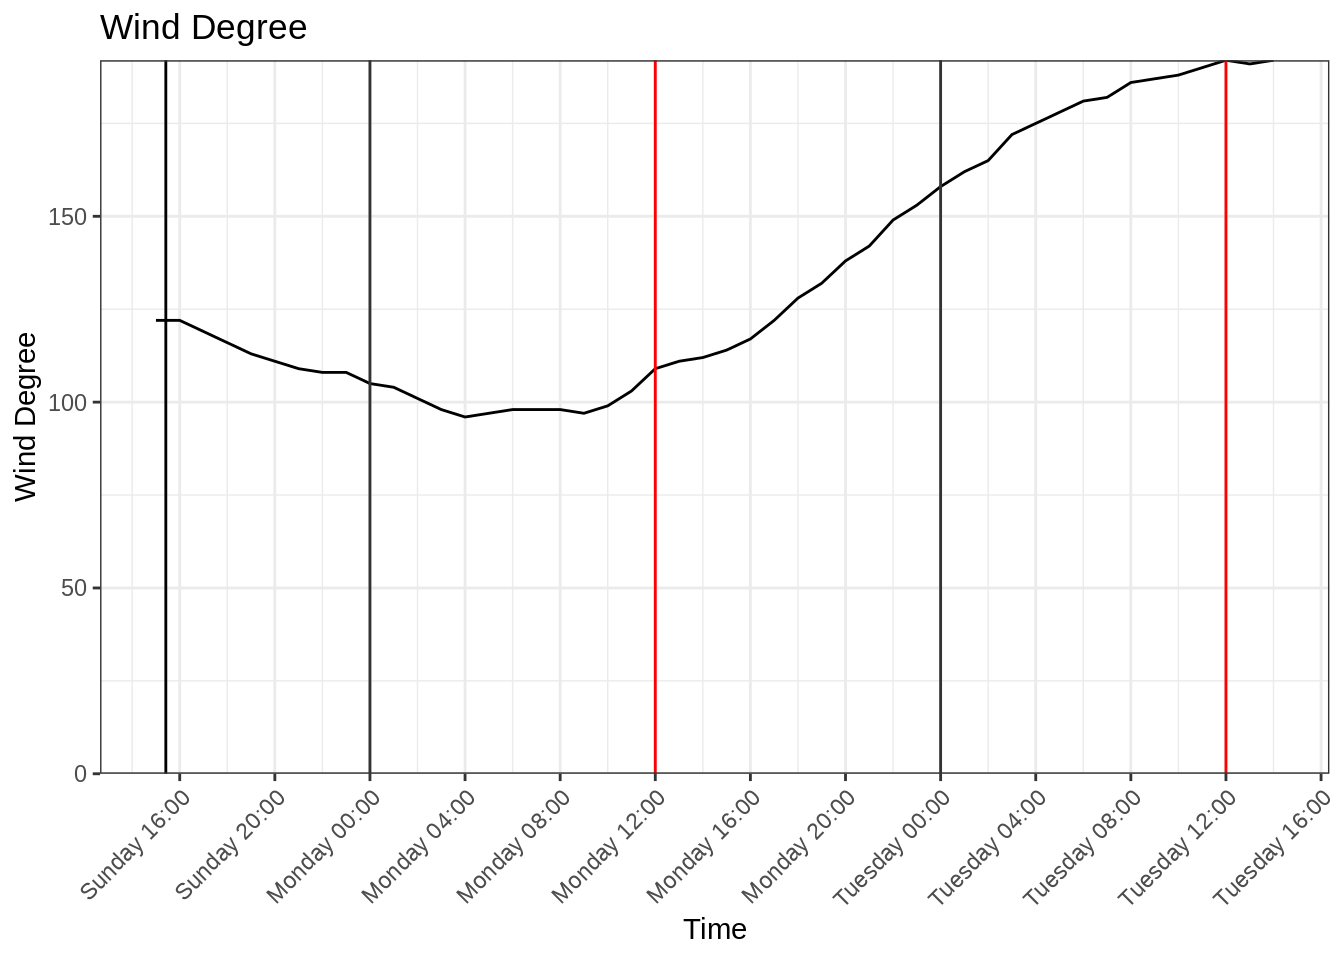 Wind Degree
Wind Degree
150
100
50
0
Sunday 16:00
Sunday 20:00
Monday 00:00
Monday 04:00
Monday 08:00
Monday 12:00
Monday 16:00
Monday 20:00
Tuesday 00:00
Tuesday 04:00
Tuesday 08:00
Tuesday 12:00
Tuesday 16:00
Time